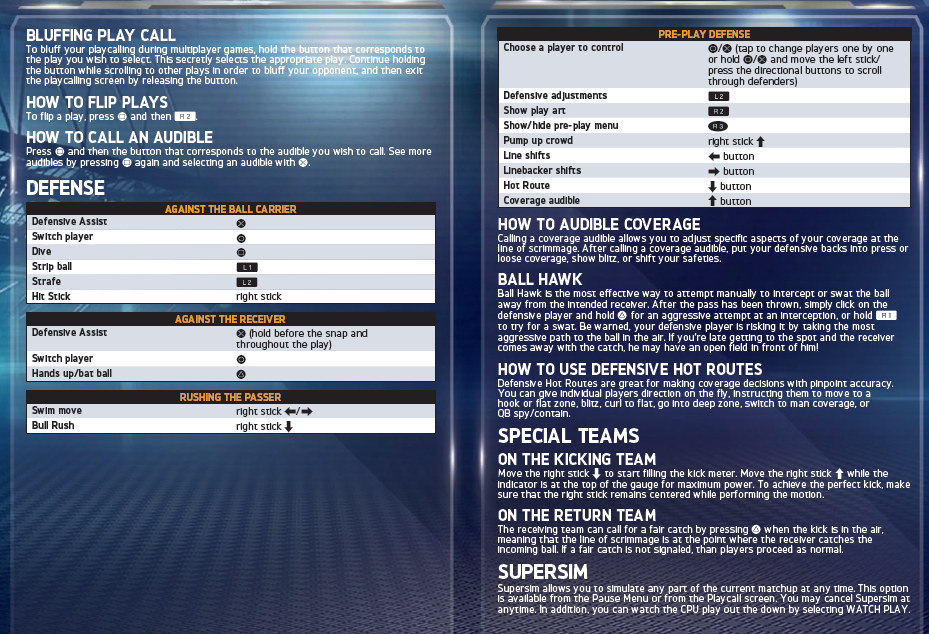 BLUFFING PLAY CALL
To bluff your playcalling during multiplayer games, hold the button that corresponds to
the play you wish to select. This secretly selects the appropriate play. Continue holding
the button while scrolling to other plays in order to bluff your opponent, and then exit
the playcalling screen by releasing the button.
HOW TO FLIP PLAYS
To flip a play, press and then R2.
HOW TO CALL AN AUDIBLE
Press and then the button that corresponds to the audible you wish to call. See more
audibles by pressing again and selecting an audible with ⊗.
DEFENSE
AGAINST THE BALL CARRIER
Defensive Assist ⊗
Switch player
Dive
Strip ball L1
Strafe L2
Hit Stick right stick
AGAINST THE RECEIVER
Defensive Assist ⊗ (hold before the snap and
throughout the play)
Switch player
Hands up/bat ball
RUSHING THE PASSER
Swim move right stick ←/→
Bull Rush right stick ↓
PRE-PLAY DEFENSE
Choose a player to control /⊗ (tap to change players one by one
or hold /⊗ and move the left stick/
press the directional buttons to scroll
through defenders)
Defensive adjustments L2
Show play art R2
Show/hide pre-play menu R3
Pump up crowd right stick ↑
Line shifts ← button
Linebacker shifts → button
Hot Route ↓ button
Coverage audible ↑ button
HOW TO AUDIBLE COVERAGE
Calling a coverage audible allows you to adjust specific aspects of your coverage at the
line of scrimmage. After calling a coverage audible, put your defensive backs into press or
loose coverage, show blitz, or shift your safeties.
BALL HAWK
Ball Hawk is the most effective way to attempt manually to intercept or swat the ball
away from the intended receiver. After the pass has been thrown, simply click on the
defensive player and hold for an aggressive attempt at an interception, or hold R1
to try for a swat. Be warned, your defensive player is risking it by taking the most
aggressive path to the ball in the air. If you're late getting to the spot and the receiver
comes away with the catch, he may have an open field in front of him!
HOW TO USE DEFENSIVE HOT ROUTES
Defensive Hot Routes are great for making coverage decisions with pinpoint accuracy.
You can give individual players direction on the fly, instructing them to move to a
hook or flat zone, blitz, curl to flat, go into deep zone, switch to man coverage, or
QB spy/contain.
SPECIAL TEAMS
ON THE KICKING TEAM
Move the right stick ↓ to start filling the kick meter. Move the right stick ↑ while the
indicator is at the top of the gauge for maximum power. To achieve the perfect kick, make
sure that the right stick remains centered while performing the motion.
ON THE RETURN TEAM
The receiving team can call for a fair catch by pressing when the kick is in the air,
meaning that the line of scrimmage is at the point where the receiver catches the
incoming ball. If a fair catch is not signaled, than players proceed as normal.
SUPERSIM
Supersim allows you to simulate any part of the current matchup at any time. This option
is available from the Pause Menu or from the Playcall screen. You may cancel Supersim at
anytime. In addition, you can watch the CPU play out the down by selecting WATCH PLAY.